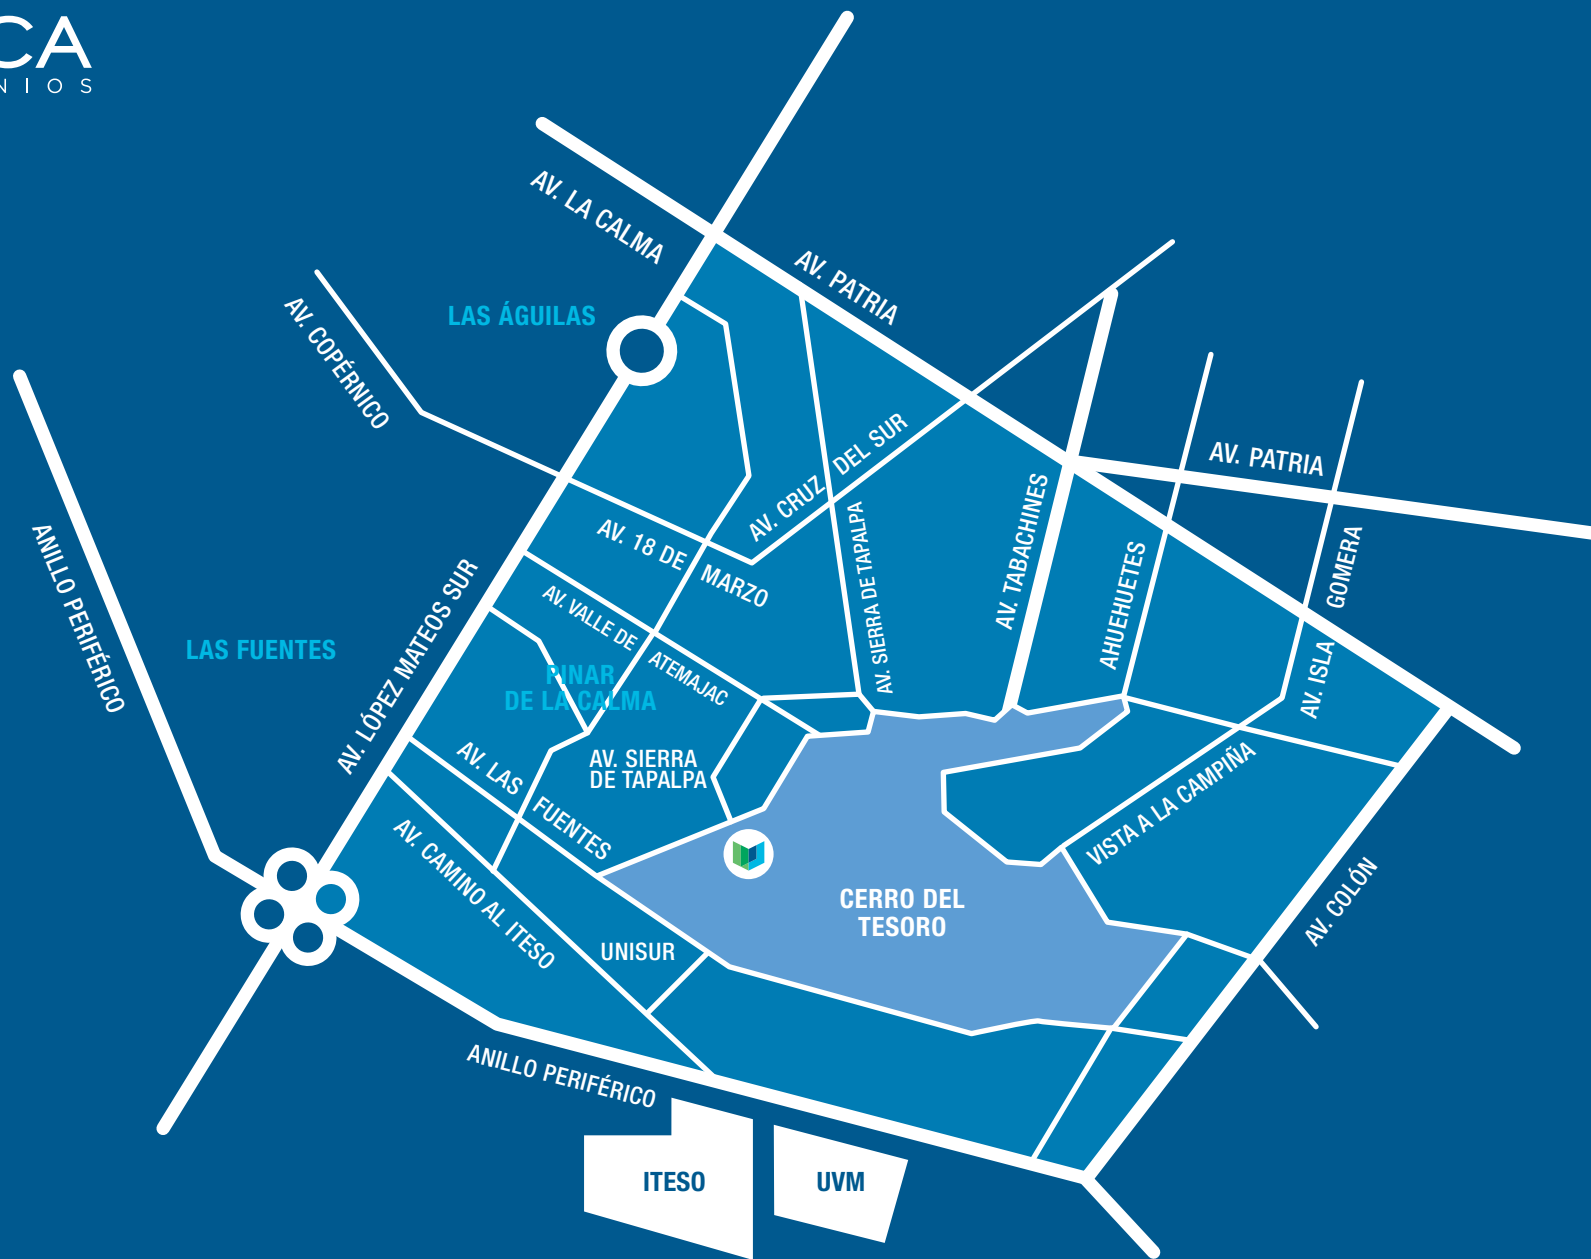 CA
NIOS
AV. LA CALMA
AV. PATRIA
LAS ÁGUILAS
AV. COPÉRNICO
AV. CRUZ DEL SUR
AV. PATRIA
AV. 18 DE MARZO
AV. SIERRA DE TAPALPA
AV. TABACHINES
AHUEHUETES
AV. ISLA GOMERA
ANILLO PERIFÉRICO
LAS FUENTES
AV. LÓPEZ MATEOS SUR
AV. VALLE DE ATEMAJAC
PINAR
DE LA CALMA
AV. SIERRA
DE TAPALPA
AV. LAS FUENTES
VISTA A LA CAMPIÑA
AV. CAMINO AL ITESO
CERRO DEL
TESORO
AV. COLÓN
UNISUR
ANILLO PERIFÉRICO
ITESO
UVM